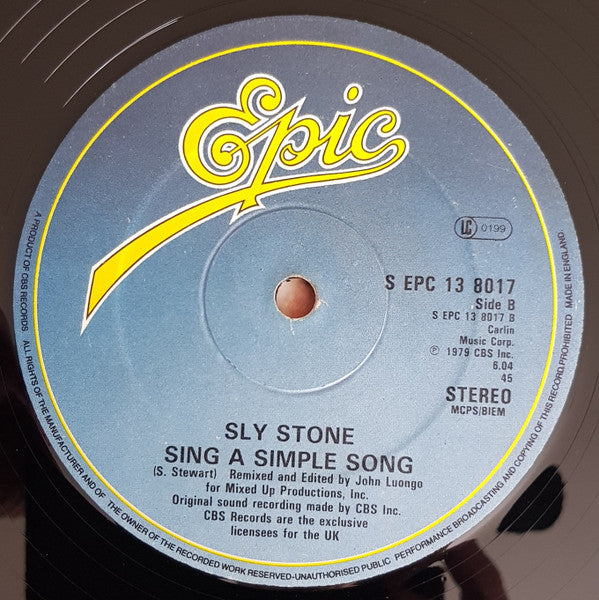 Epic
LC 0199
S EPC 13 8017
Side B
S EPC 13 8017 B
Carlin
Music Corp.
℗ 1979 CBS Inc.
6.04
45
STEREO
MCPS/BIEM
SLY STONE
SING A SIMPLE SONG
(S. Stewart) Remixed and Edited by John Luongo
for Mixed Up Productions, Inc.
Original sound recording made by CBS Inc.
CBS Records are the exclusive
licensees for the UK
A PRODUCT OF CBS RECORDS ALL RIGHTS OF THE MANUFACTURER AND OF THE OWNER OF THE RECORDED WORK RESERVED-UNAUTHORISED PUBLIC PERFORMANCE BROADCASTING AND COPYING OF THIS RECORD PROHIBITED MADE IN ENGLAND.